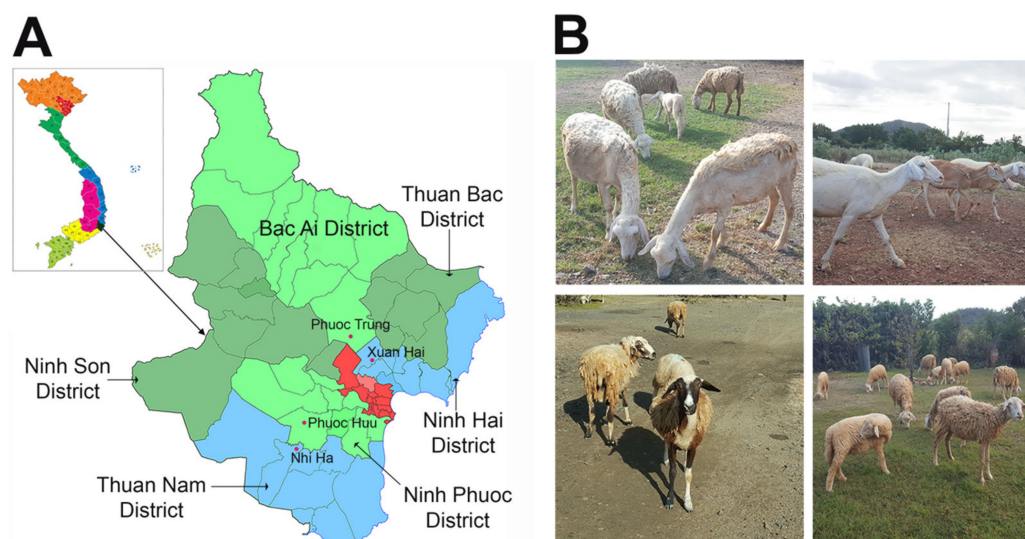 A
B
Thuan Bac
District
Bac Ai District
Phuoc Trung
Xuan Hai
Ninh Son
District
Ninh Hai
District
Phuoc Huu
Nhi Ha
Thuan Nam
District
Ninh Phuoc
District